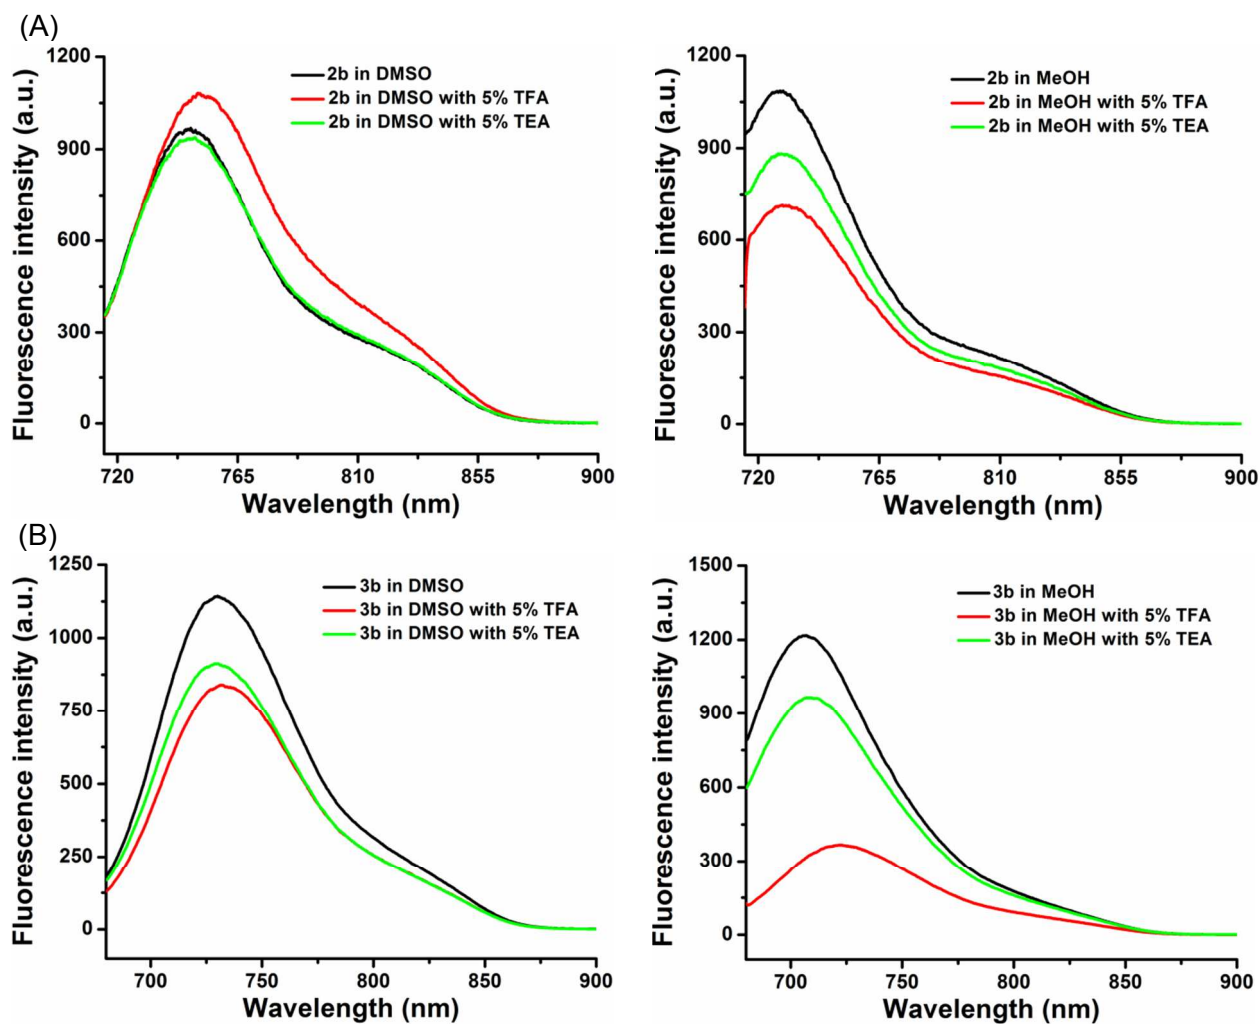 (A)
1200
900
600
300
0
Fluorescence intensity (a.u.)
2b in DMSO
2b in DMSO with 5% TFA
2b in DMSO with 5% TEA
720 765 810 855 900
Wavelength (nm)
1200
900
600
300
0
Fluorescence intensity (a.u.)
2b in MeOH
2b in MeOH with 5% TFA
2b in MeOH with 5% TEA
720 765 810 855 900
Wavelength (nm)
(B)
1250
1000
750
500
250
0
Fluorescence intensity (a.u.)
3b in DMSO
3b in DMSO with 5% TFA
3b in DMSO with 5% TEA
700 750 800 850 900
Wavelength (nm)
1500
1200
900
600
300
0
Fluorescence intensity (a.u.)
3b in MeOH
3b in MeOH with 5% TFA
3b in MeOH with 5% TEA
700 750 800 850 900
Wavelength (nm)